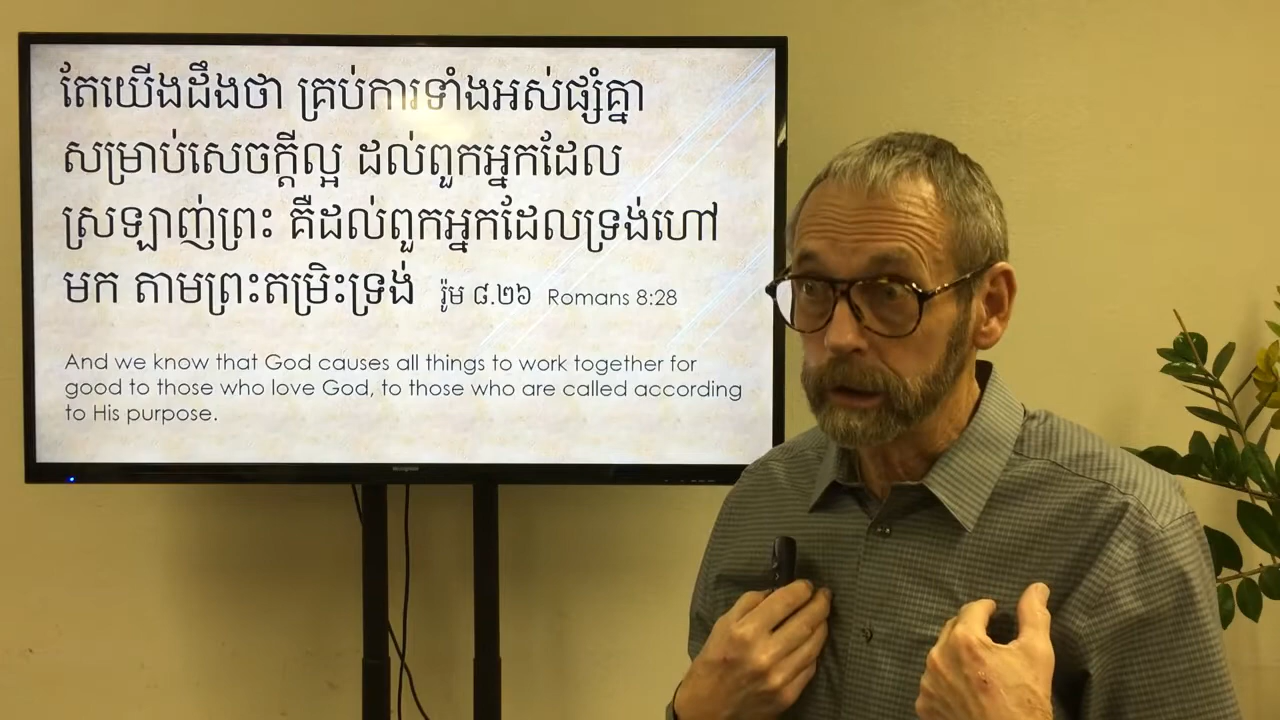 តែយើងដឹងថា គ្រប់ការទាំងអស់ផ្សំគ្នា
សម្រាប់សេចក្ដីល្អ ដល់ពួកអ្នកដែល
ស្រឡាញ់ព្រះ គឺដល់ពួកអ្នកដែលទ្រង់ហៅ
មក តាមព្រះតម្រិះទ្រង់ រ៉ូម ៨.២៦ Romans 8:28
And we know that God causes all things to work together for
good to those who love God, to those who are called according
to His purpose.